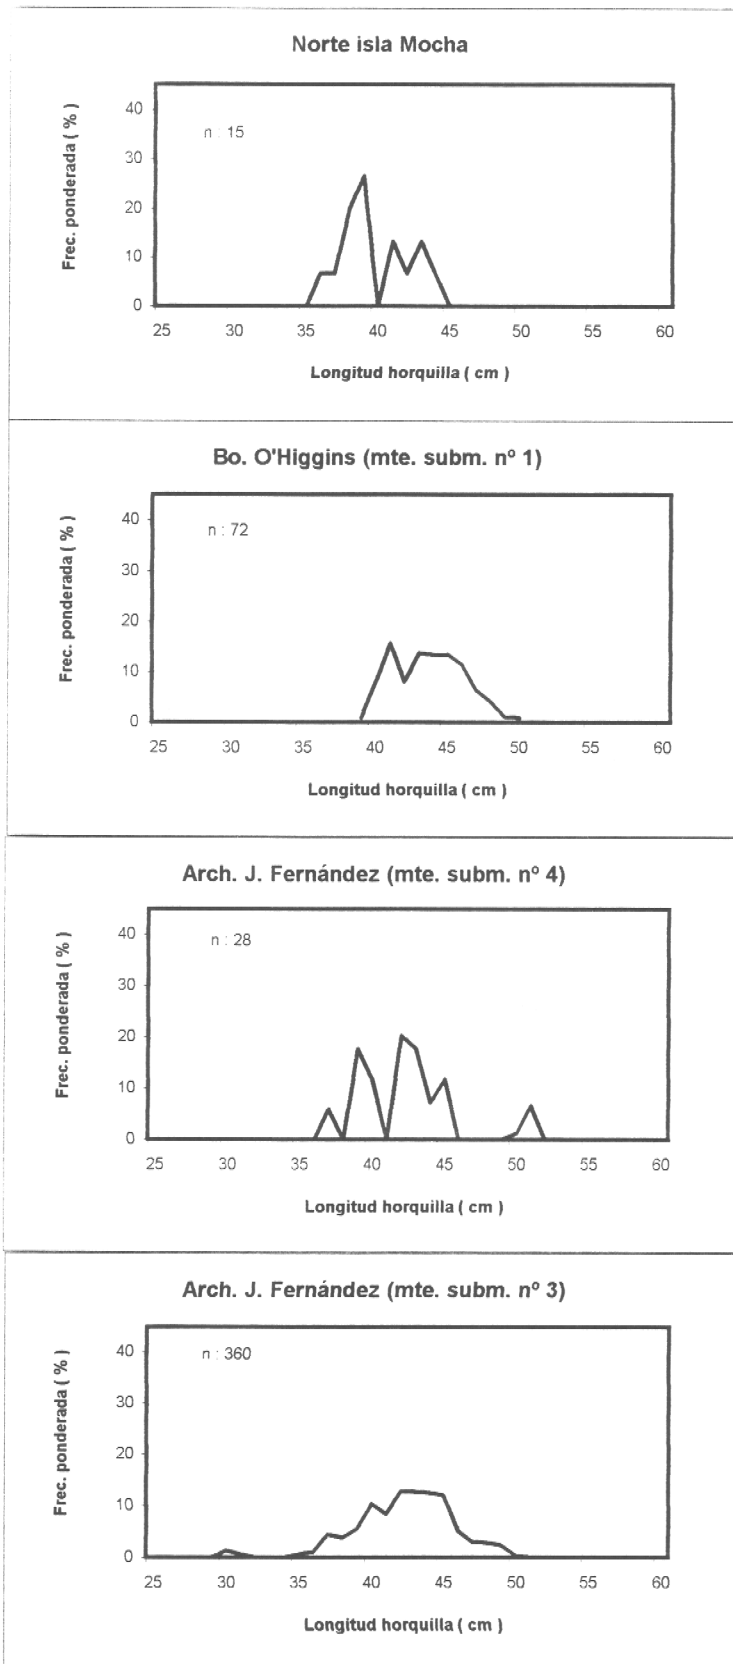 Norte isla Mocha
Frec. ponderada ( % )
40
30
20
10
0
n : 15
25 30 35 40 45 50 55 60
Longitud horquilla ( cm )
Bo. O'Higgins (mte. subm. nº 1)
Frec. ponderada ( % )
40
30
20
10
0
n : 72
25 30 35 40 45 50 55 60
Longitud horquilla ( cm )
Arch. J. Fernández (mte. subm. nº 4)
Frec. ponderada ( % )
40
30
20
10
0
n : 28
25 30 35 40 45 50 55 60
Longitud horquilla ( cm )
Arch. J. Fernández (mte. subm. nº 3)
Frec. ponderada ( % )
40
30
20
10
0
n : 360
25 30 35 40 45 50 55 60
Longitud horquilla ( cm )